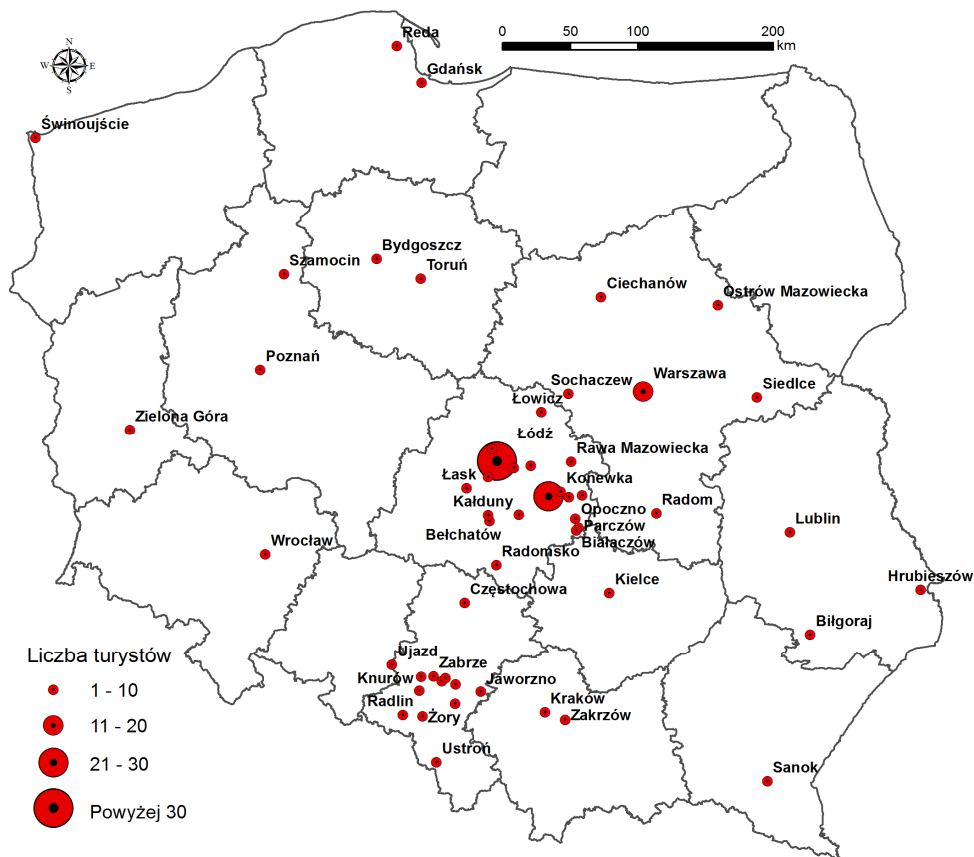 Reda
0 50 100 200
km
N
W E
S
Gdańsk
Świnoujście
Bydgoszcz
Szamocin
Toruń
Ciechanów
Ostrów Mazowiecka
Poznań
Warszawa
Sochaczew
Siedlce
Łowicz
Zielona Góra
Łódź
Rawa Mazowiecka
Łask
Konewka
Kałduny
Radom
Opoczno
Parczów
Bełchatów
Białaczów
Lublin
Wrocław
Radomsko
Kielce
Hrubieszów
Częstochowa
Biłgoraj
Ujazd
Zabrze
Knurów
Jaworzno
Radlin
Kraków
Żory
Zakrzów
Ustroń
Sanok
Liczba turystów
1 - 10
11 - 20
21 - 30
Powyżej 30